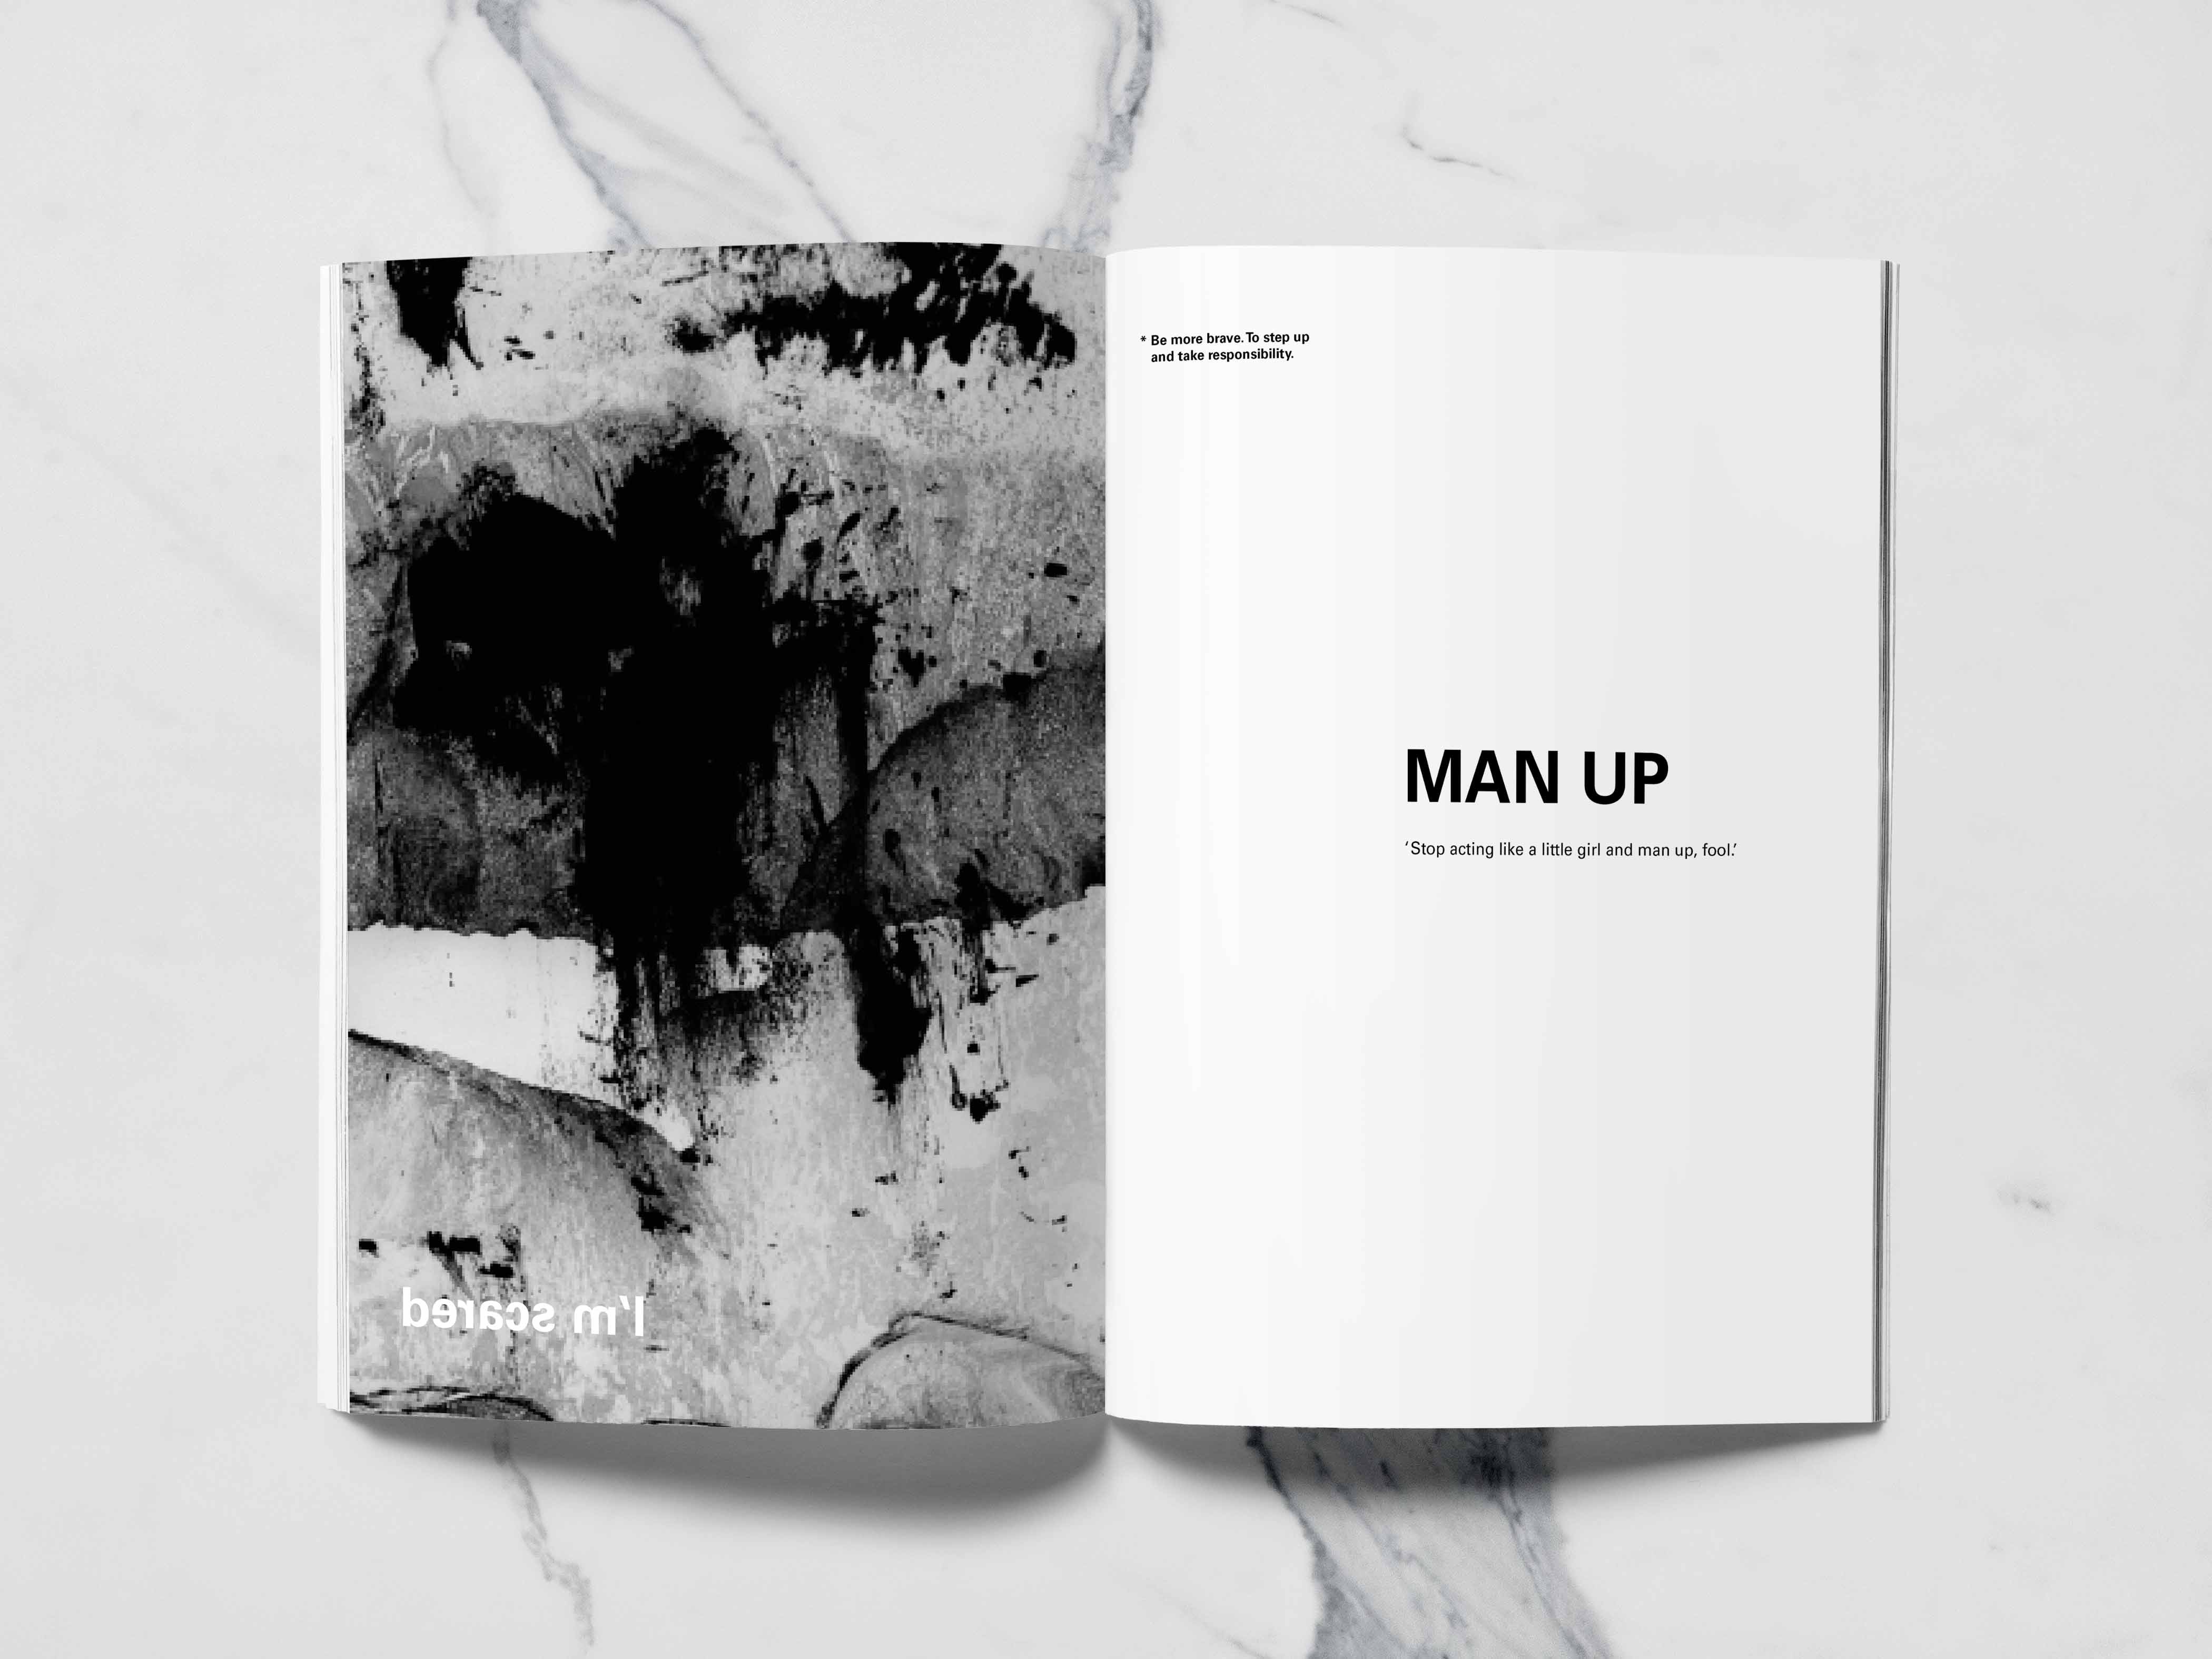 I'm scared
* Be more brave. To step up
and take responsibility.
MAN UP
‘Stop acting like a little girl and man up, fool.’